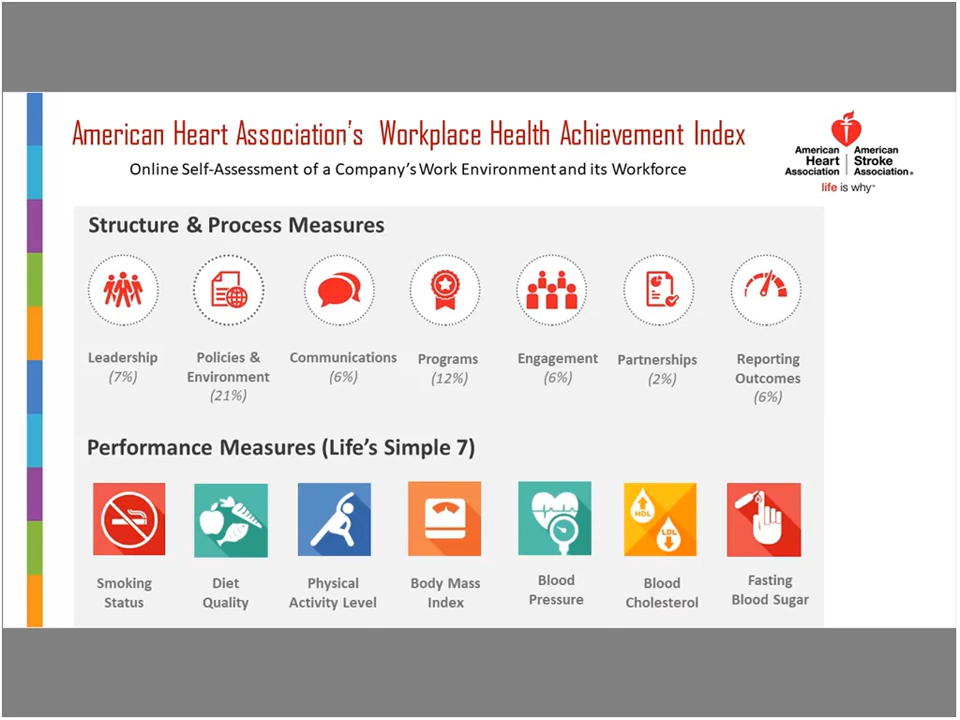 American Heart Association's Workplace Health Achievement Index
Online Self-Assessment of a Company's Work Environment and its Workforce
American Heart Association
American Stroke Association®
life is why™
Structure & Process Measures
Leadership
(7%)
Policies &
Environment
(21%)
Communications
(6%)
Programs
(12%)
Engagement
(6%)
Partnerships
(2%)
Reporting
Outcomes
(6%)
Performance Measures (Life's Simple 7)
HDL
LDL
Smoking
Status
Diet
Quality
Physical
Activity Level
Body Mass
Index
Blood
Pressure
Blood
Cholesterol
Fasting
Blood Sugar